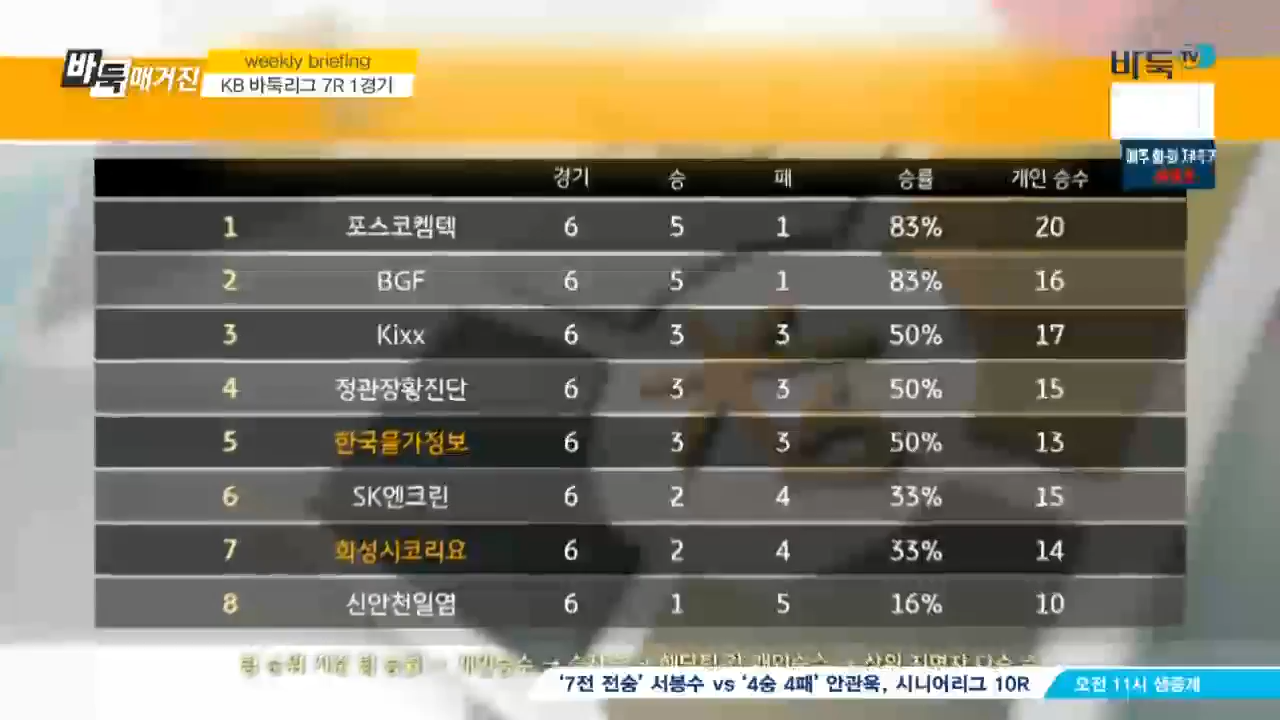 바둑매거진
weekly briefing
KB 바둑리그 7R 1경기
바둑TV
경기 승 패 승률 개인 승수
1 포스코켐텍 6 5 1 83% 20
2 BGF 6 5 1 83% 16
3 Kixx 6 3 3 50% 17
4 정관장황진단 6 3 3 50% 15
5 한국물가정보 6 3 3 50% 13
6 SK엔크린 6 2 4 33% 15
7 화성시코리요 6 2 4 33% 14
8 신안천일염 6 1 5 16% 10
'7전 전승' 서봉수 vs '4승 4패' 안관욱, 시니어리그 10R
오전 11시 생중계